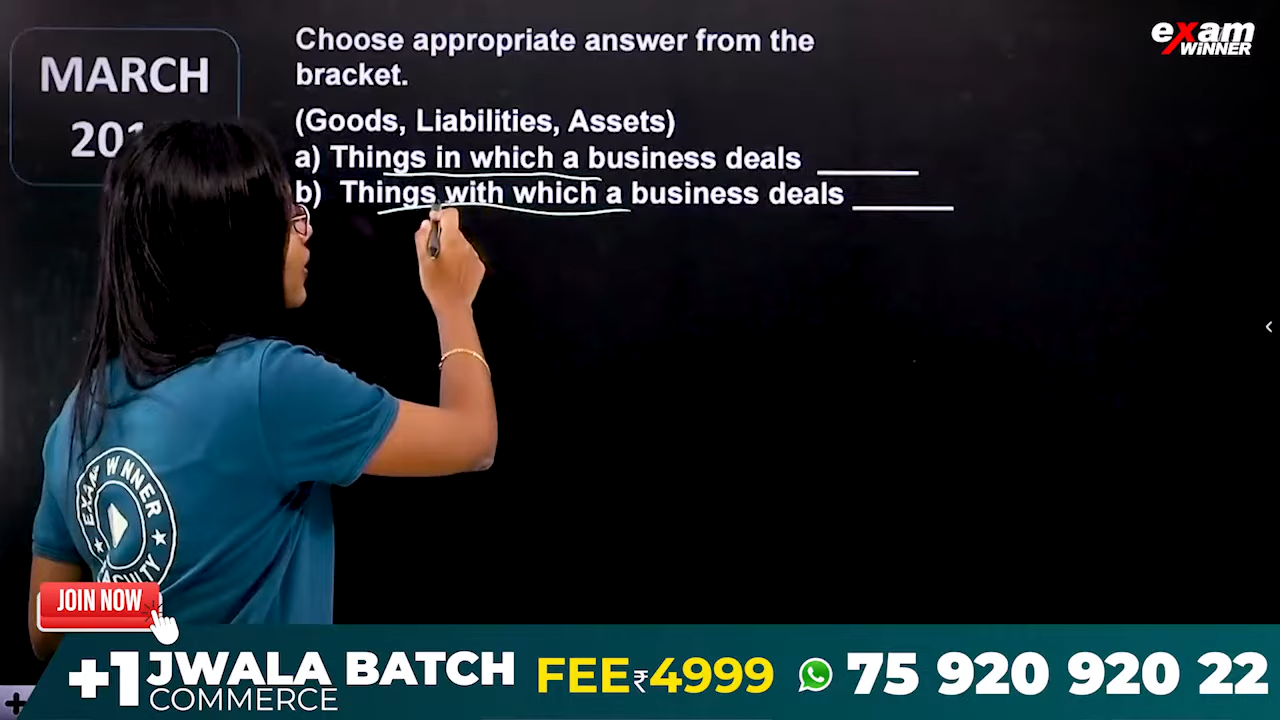 MARCH
201
Choose appropriate answer from the
bracket.
(Goods, Liabilities, Assets)
a) Things in which a business deals ______
b) Things with which a business deals ______
exam
WiNNER
EXAM WINNER
FACULTY
JOIN NOW
+1 JWALA BATCH
COMMERCE
FEE ₹4999
75 920 920 22